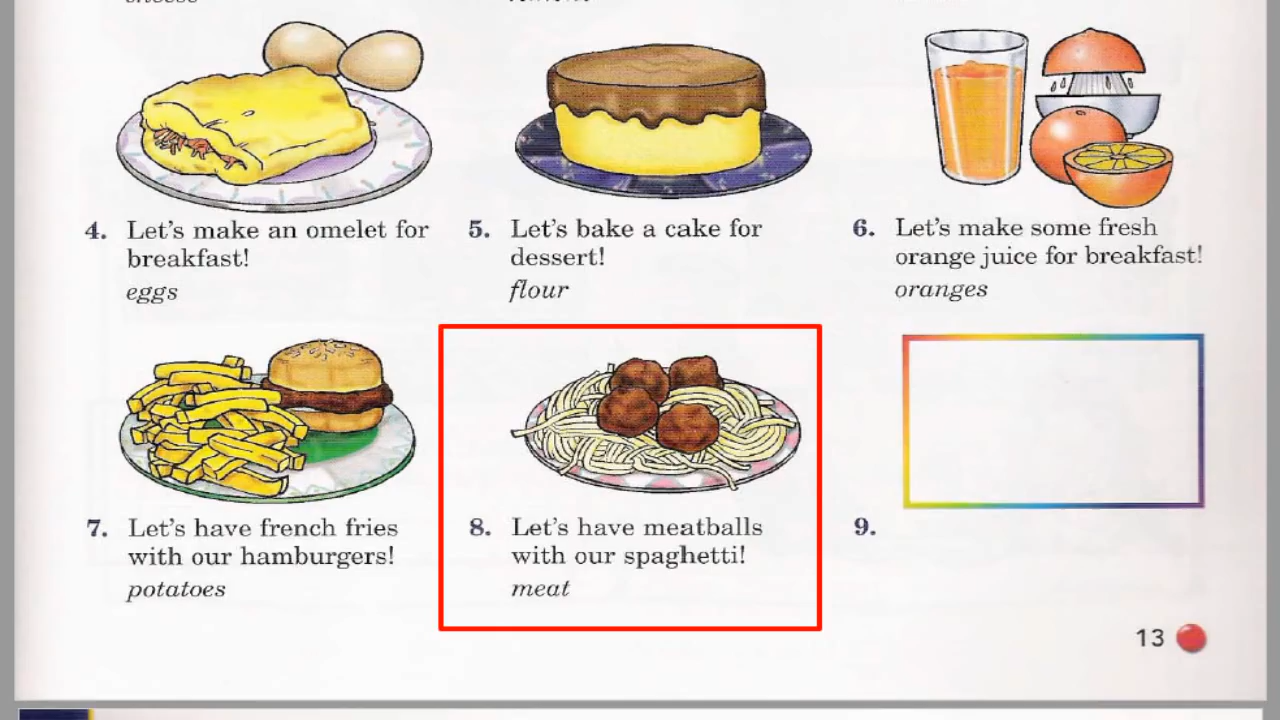 4. Let's make an omelet for
breakfast!
eggs
5. Let's bake a cake for
dessert!
flour
6. Let's make some fresh
orange juice for breakfast!
oranges
7. Let's have french fries
with our hamburgers!
potatoes
8. Let's have meatballs
with our spaghetti!
meat
9.
13